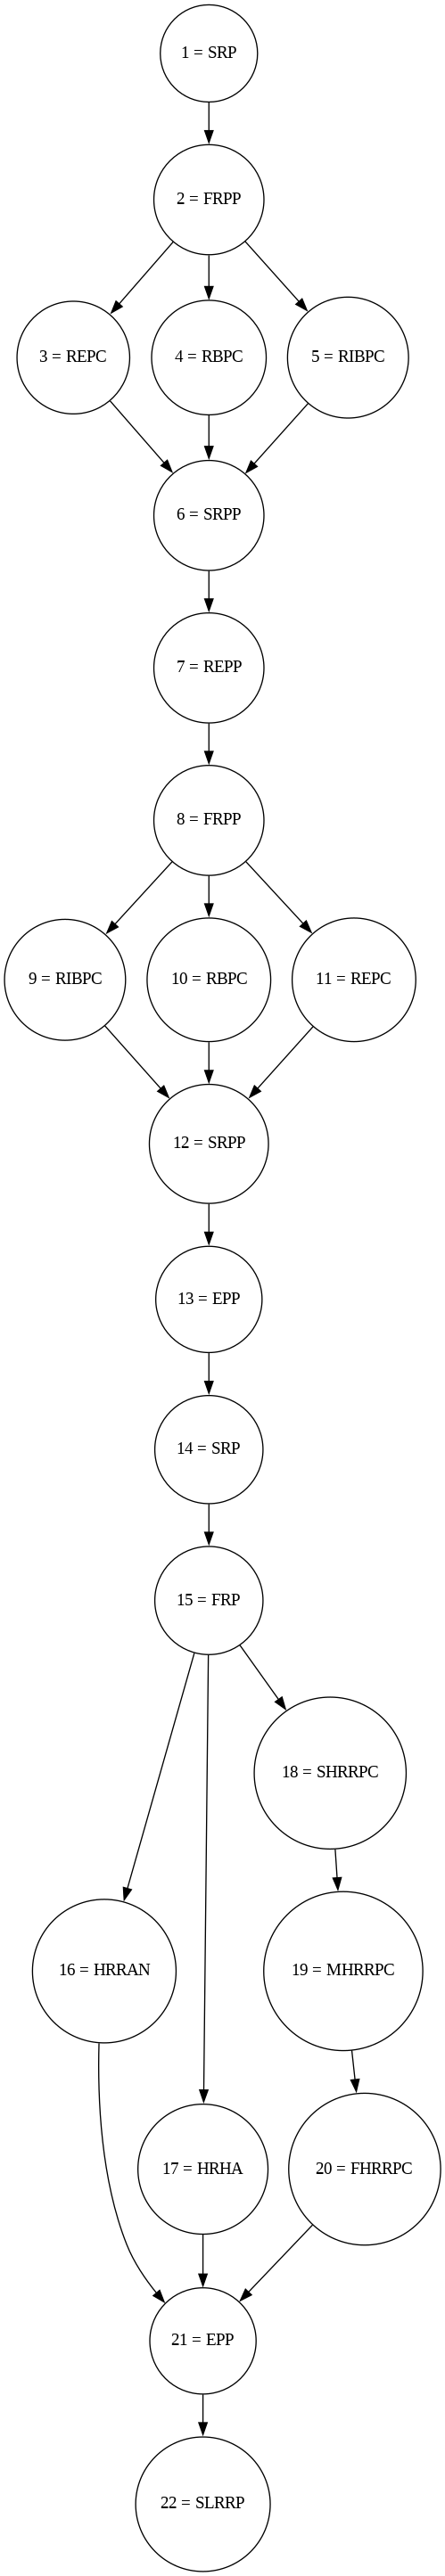 1 = SRP
2 = FRPP
3 = REPC
4 = RBPC
5 = RIBPC
6 = SRPP
7 = REPP
8 = FRPP
9 = RIBPC
10 = RBPC
11 = REPC
12 = SRPP
13 = EPP
14 = SRP
15 = FRP
18 = SHRRPC
16 = HRRAN
19 = MHRRPC
17 = HRHA
20 = FHRRPC
21 = EPP
22 = SLRRP